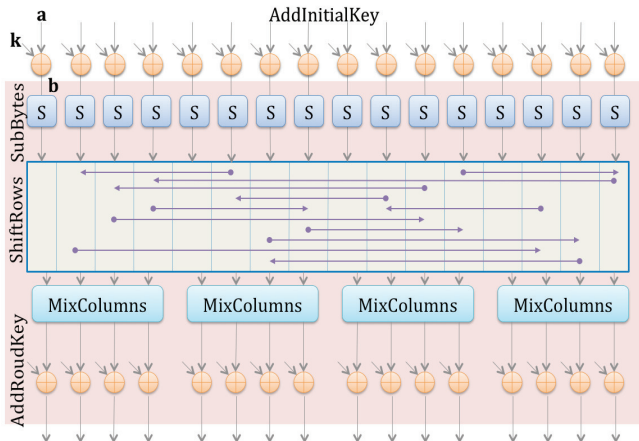 a
AddInitialKey
k
b
SubBytes
S S S S S S S S S S S S S S S S
ShiftRows
MixColumns MixColumns MixColumns MixColumns
AddRoudKey